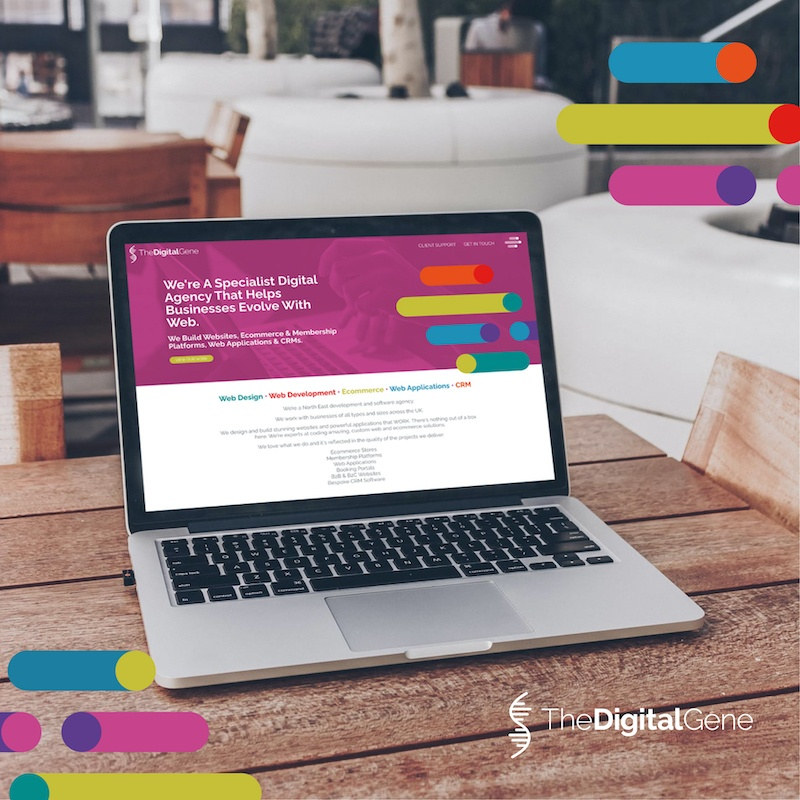 TheDigitalGene
CLIENT SUPPORT GET IN TOUCH
We're A Specialist Digital
Agency That Helps
Businesses Evolve With
Web.
We Build Websites, Ecommerce & Membership
Platforms, Web Applications & CRMs.
Web Design • Web Development • Ecommerce • Web Applications • CRM
We're a North East development and software agency.
We work with businesses of all types and sizes across the UK.
We design and build stunning websites and powerful applications that WORK. There's nothing out of a box
here. We're experts at coding amazing, custom web and ecommerce solutions.
We love what we do and it's reflected in the quality of the projects we deliver.
Ecommerce Stores
Membership Platforms
Web Applications
Booking Portals
B2B & B2C Websites
Bespoke CRM Software
TheDigitalGene